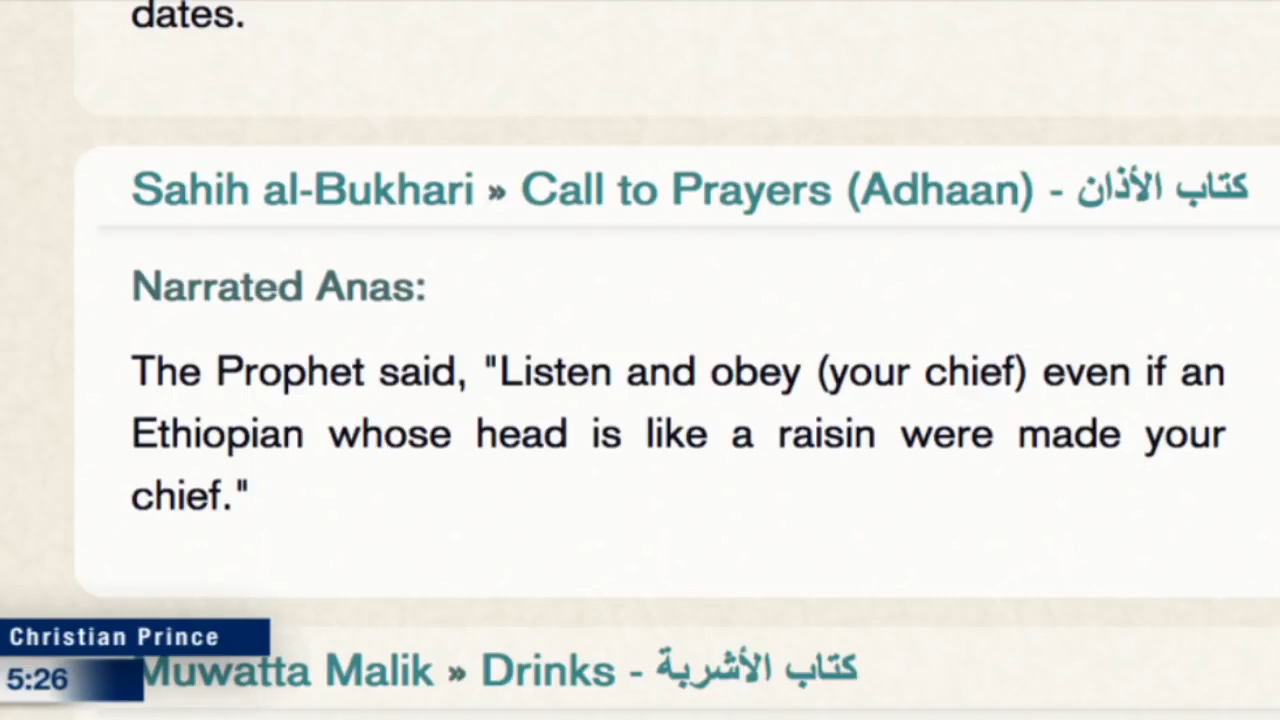 dates.
Sahih al-Bukhari » Call to Prayers (Adhaan) - كتاب الأذان
Narrated Anas:
The Prophet said, "Listen and obey (your chief) even if an
Ethiopian whose head is like a raisin were made your
chief."
Christian Prince
5:26
Muwatta Malik » Drinks - كتاب الأشربة